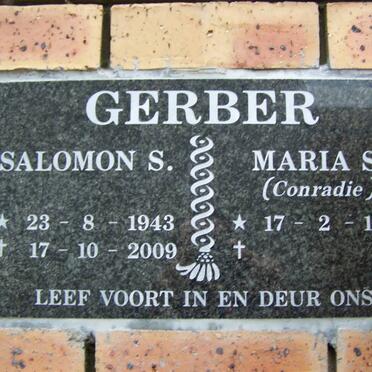 GERBER
SALOMON S. MARIA S
(Conradie)
★ 23 - 8 - 1943 ★ 17 - 2 - 1
✝ 17 - 10 - 2009 ✝
LEEF VOORT IN EN DEUR ONS